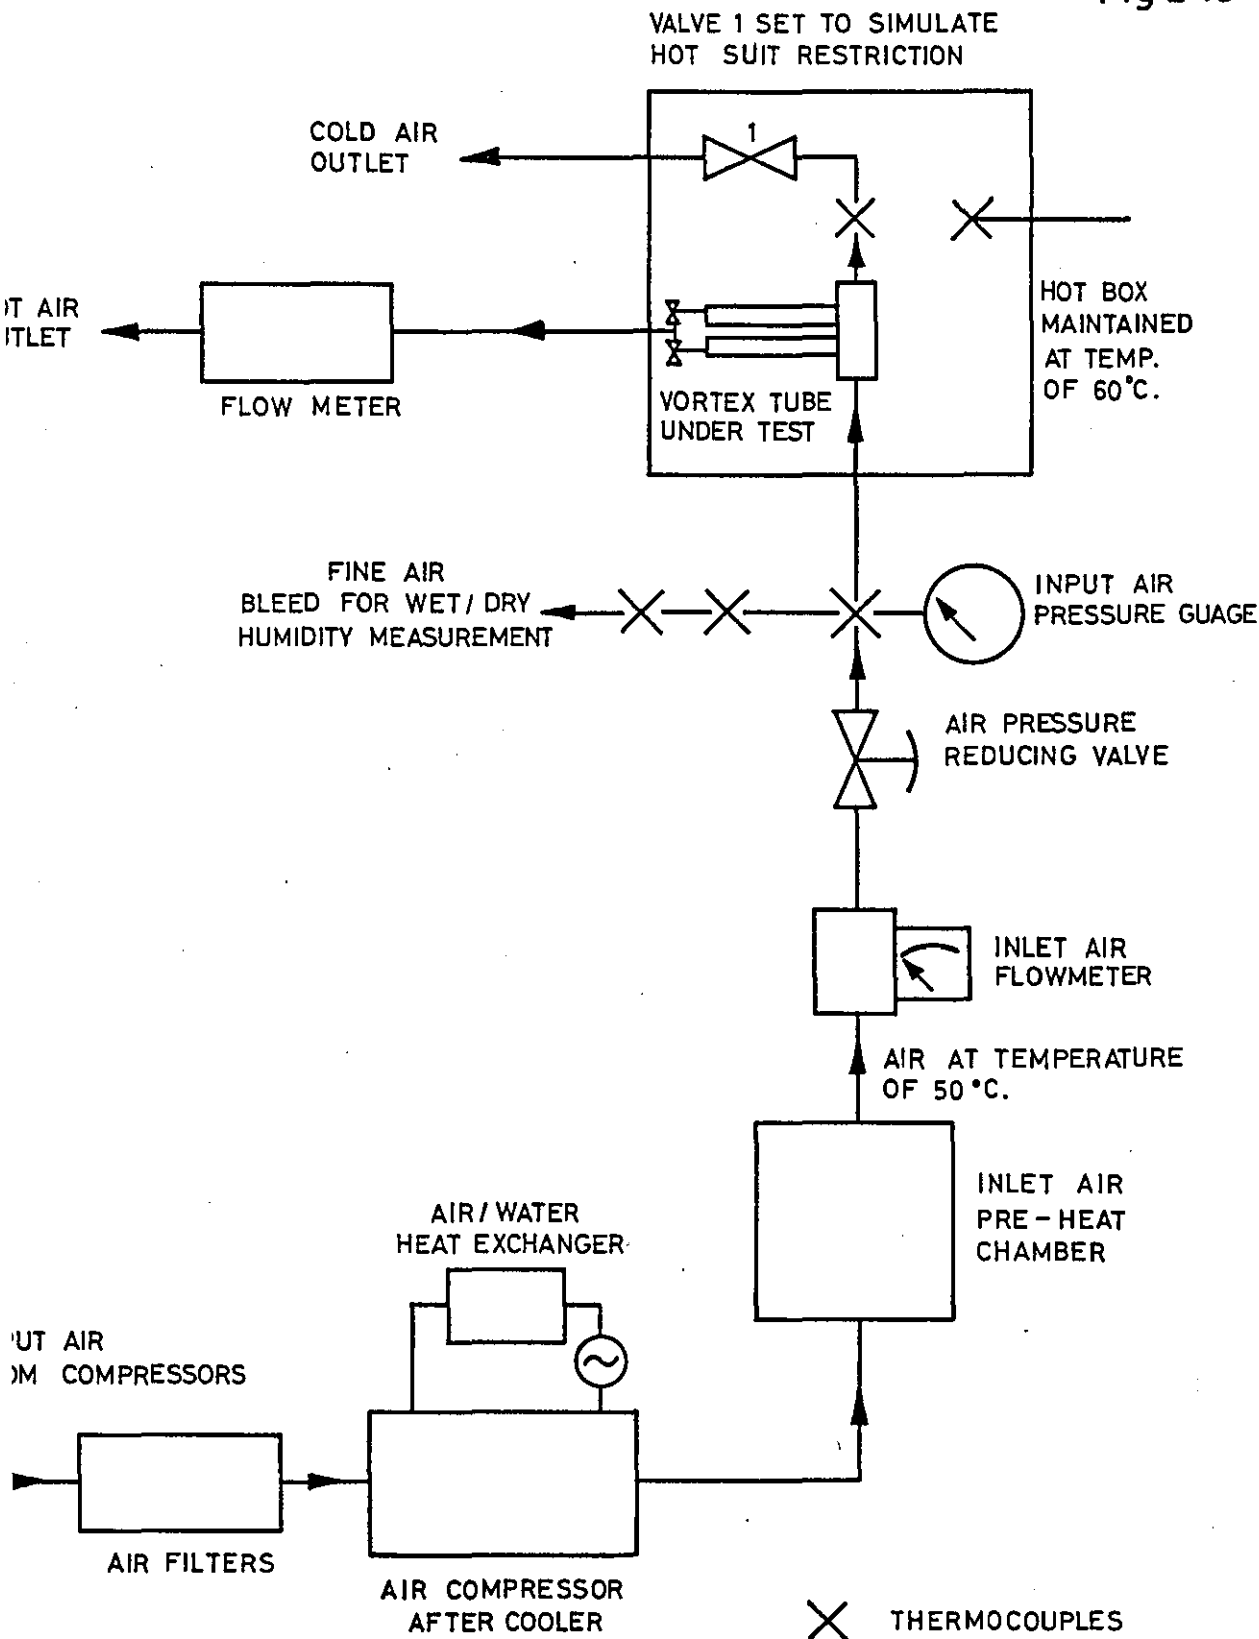 VALVE 1 SET TO SIMULATE
HOT SUIT RESTRICTION
COLD AIR
OUTLET
1
AIR
FLOW METER
VORTEX TUBE
UNDER TEST
HOT BOX
MAINTAINED
AT TEMP.
OF 60°C.
FINE AIR
BLEED FOR WET/DRY
HUMIDITY MEASUREMENT
INPUT AIR
PRESSURE GUAGE
AIR PRESSURE
REDUCING VALVE
INLET AIR
FLOWMETER
AIR AT TEMPERATURE
OF 50°C.
INLET AIR
PRE-HEAT
CHAMBER
AIR/WATER
HEAT EXCHANGER
AIR
COMPRESSORS
AIR FILTERS
AIR COMPRESSOR
AFTER COOLER
THERMOCOUPLES